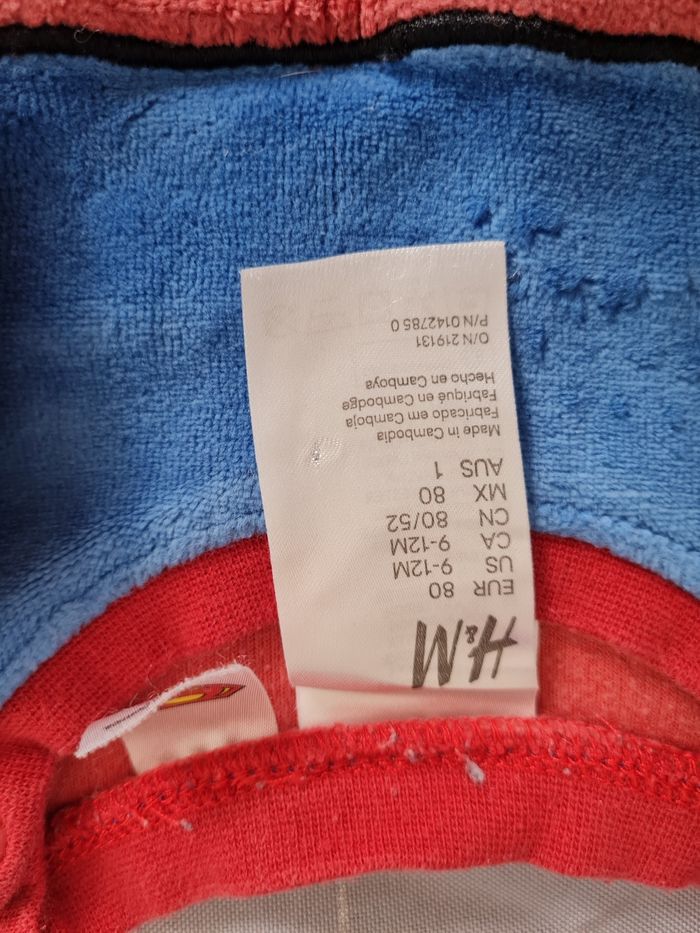 H&M
EUR 80
US 9-12M
CA 9-12M
CN 80/52
MX 80
AUS 1
Made in Cambodia
Fabricado em Camboja
Fabriqué en Cambodge
Hecho en Camboya
O/N 219131
P/N 0142785 0